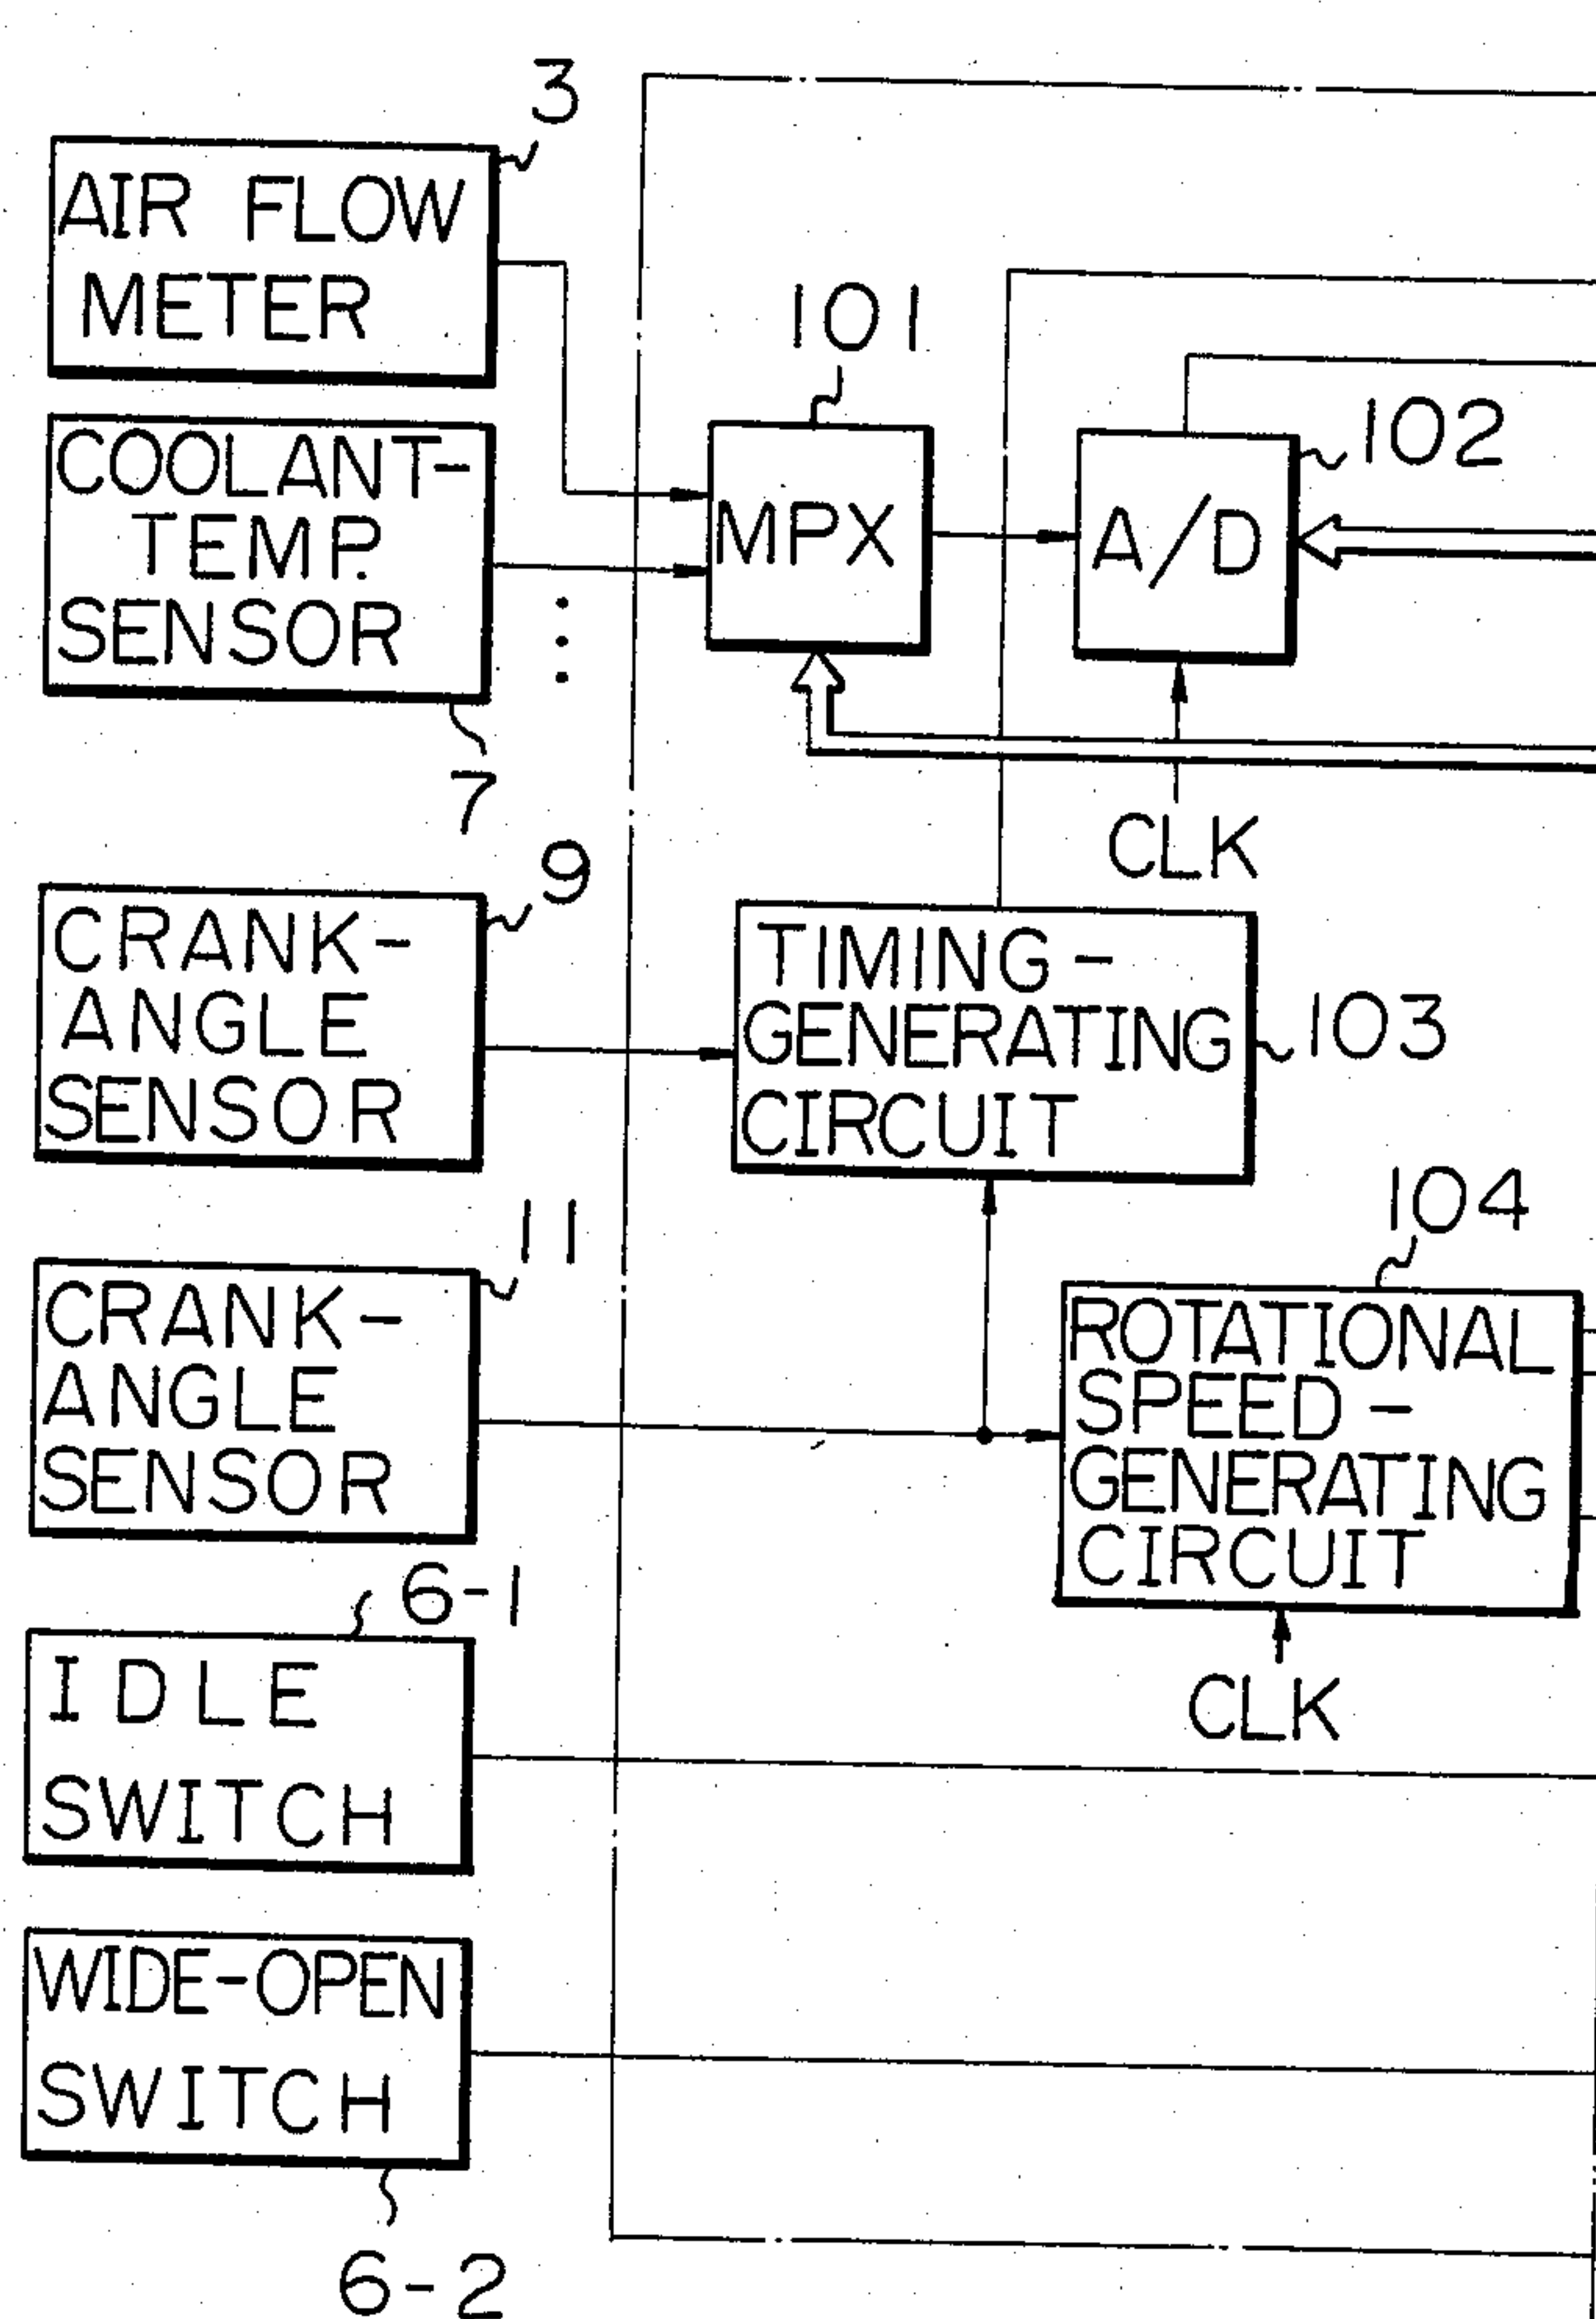 3
AIR FLOW
METER
101
102
COOLANT-
TEMP.
SENSOR
MPX
A/D
7
CLK
9
CRANK-
ANGLE
SENSOR
TIMING-
GENERATING
CIRCUIT
103
11
104
CRANK-
ANGLE
SENSOR
ROTATIONAL
SPEED-
GENERATING
CIRCUIT
6-1
CLK
IDLE
SWITCH
WIDE-OPEN
SWITCH
6-2